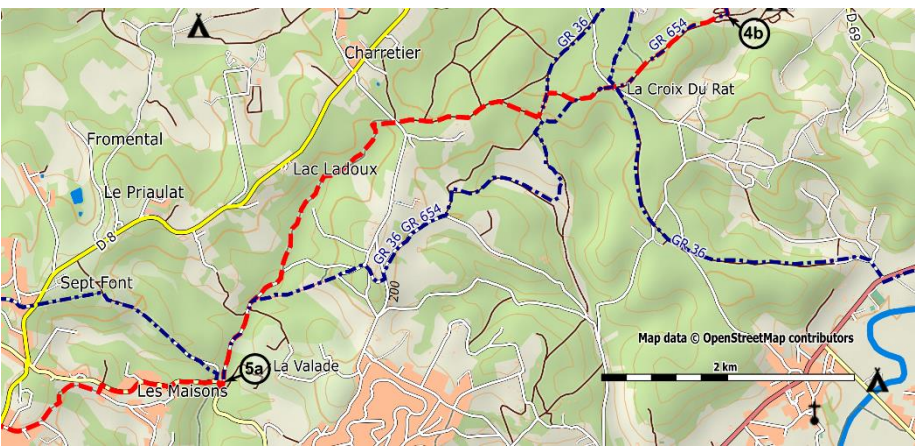 GR 36
GR 654
4b
D-69
Charretier
La Croix Du Rat
Fromental
Lac Ladoux
Le Priaulat
D 8
GR 36 GR 654
GR 36
Sept Font
200
Map data © OpenStreetMap contributors
5a
La Valade
2 km
Les Maisons